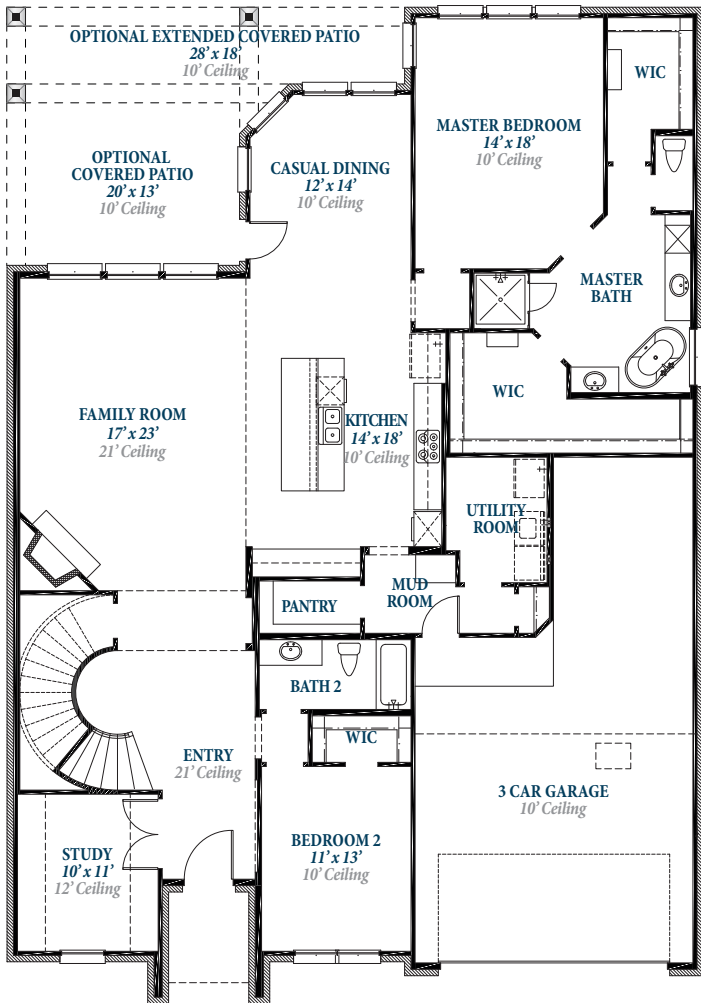 OPTIONAL EXTENDED COVERED PATIO
28' x 18'
10' Ceiling
WIC
MASTER BEDROOM
14' x 18'
10' Ceiling
OPTIONAL
COVERED PATIO
20' x 13'
10' Ceiling
CASUAL DINING
12' x 14'
10' Ceiling
MASTER
BATH
WIC
FAMILY ROOM
17' x 23'
21' Ceiling
KITCHEN
14' x 18'
10' Ceiling
UTILITY
ROOM
MUD
ROOM
PANTRY
BATH 2
WIC
ENTRY
21' Ceiling
3 CAR GARAGE
10' Ceiling
STUDY
10' x 11'
12' Ceiling
BEDROOM 2
11' x 13'
10' Ceiling